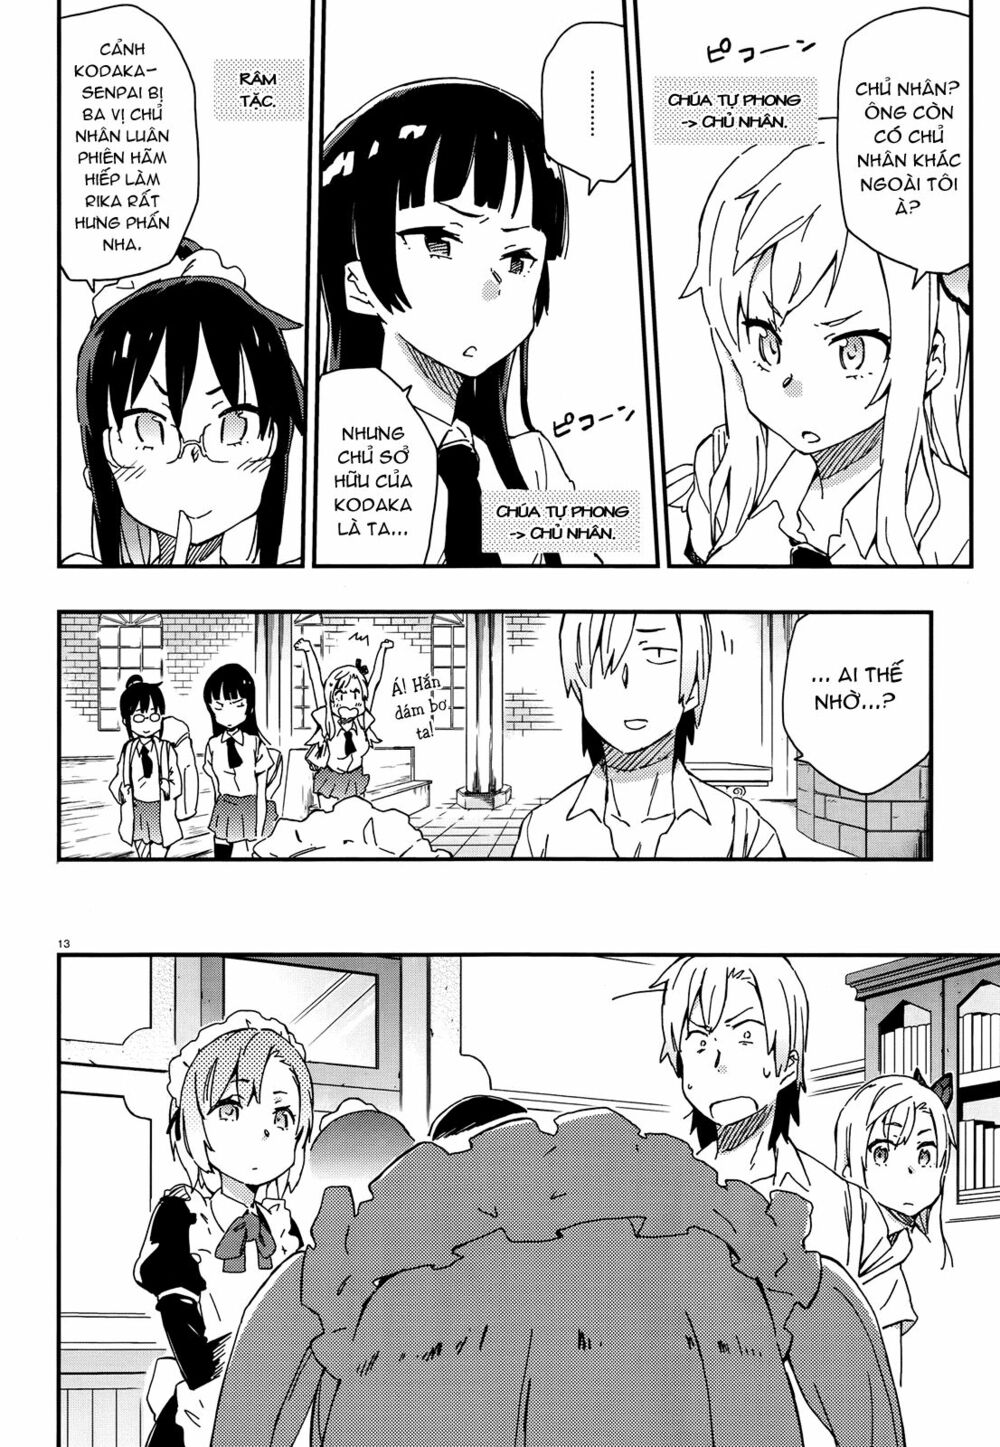 CHỦ NHÂN?
ÔNG CÒN
CÓ CHỦ
NHÂN KHÁC
NGOÀI TÔI
À?
ピコーン
CHÚA TỰ PHONG
-> CHỦ NHÂN.
.........
NHƯNG
CHỦ SỞ
HỮU CỦA
KODAKA
LÀ TA...
ピコーン
CHÚA TỰ PHONG
-> CHỦ NHÂN.
RÂM
TẶC.
CẢNH
KODAKA-
SENPAI BỊ
BA VỊ CHỦ
NHÂN LUÂN
PHIÊN HÃM
HIẾP LÀM
RIKA RẤT
HƯNG PHẤN
NHA.
... AI THẾ
NHỜ...?
Á! Hắn
dám bơ
ta!
13